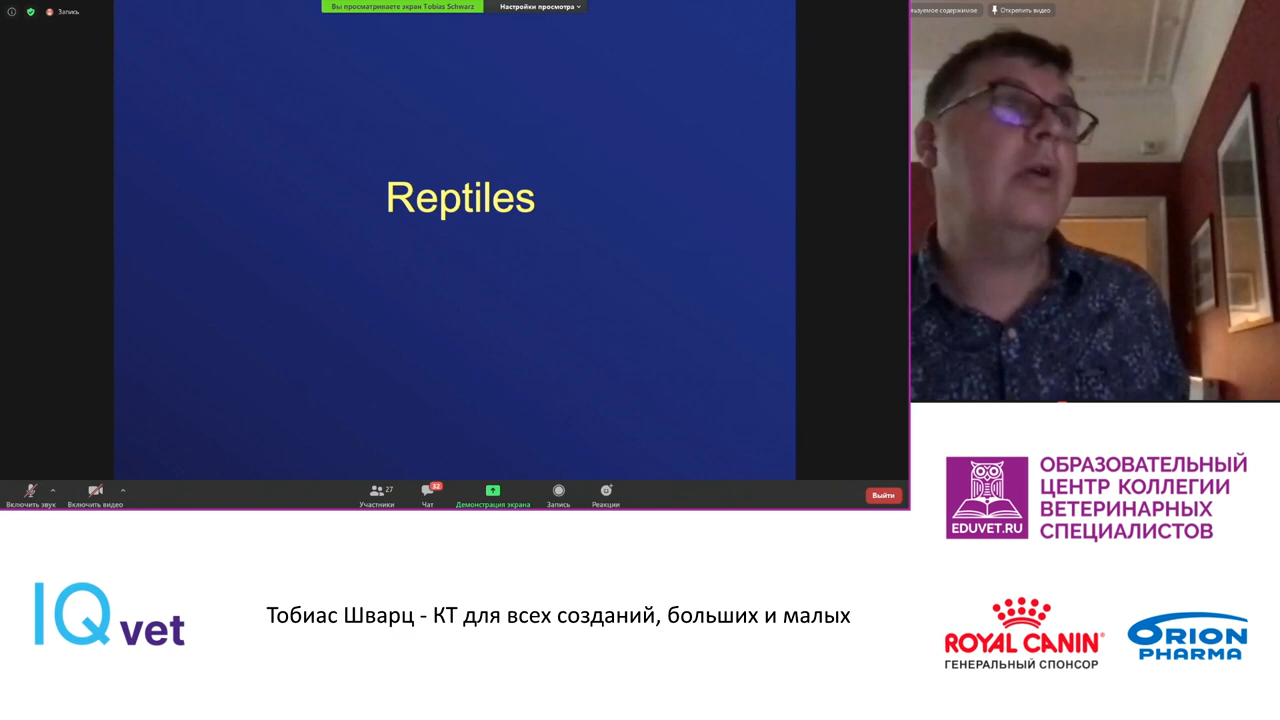 Запись
Вы просматриваете экран Tobias Schwarz
Настройки просмотра
содержимое
Открепить видео
Reptiles
Включить звук
Включить видео
27
Участники
32
Чат
Демонстрация экрана
Запись
Реакции
Выйти
ОБРАЗОВАТЕЛЬНЫЙ
ЦЕНТР КОЛЛЕГИИ
ВЕТЕРИНАРНЫХ
СПЕЦИАЛИСТОВ
EDUVET.RU
IQ vet
Тобиас Шварц - КТ для всех созданий, больших и малых
ROYAL CANIN
ГЕНЕРАЛЬНЫЙ СПОНСОР
ORION
PHARMA